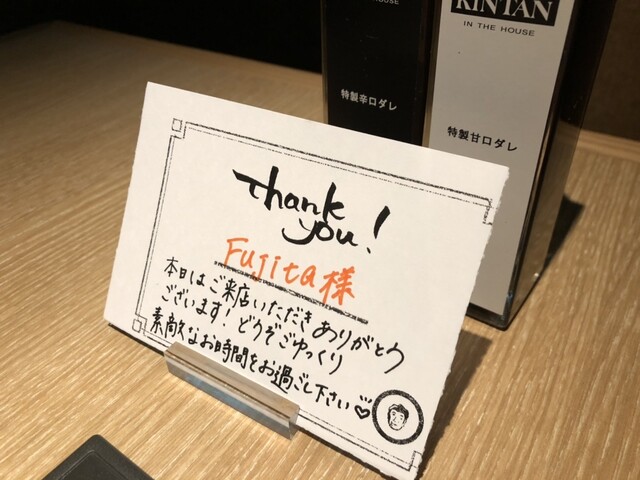 KINTAN
IN THE HOUSE
特製辛口ダレ
特製甘口ダレ
Thank
you!
Fujita様
本日はご来店いただきありがとう
ございます！どうぞごゆっくり
素敵なお時間をお過ごし下さい♡